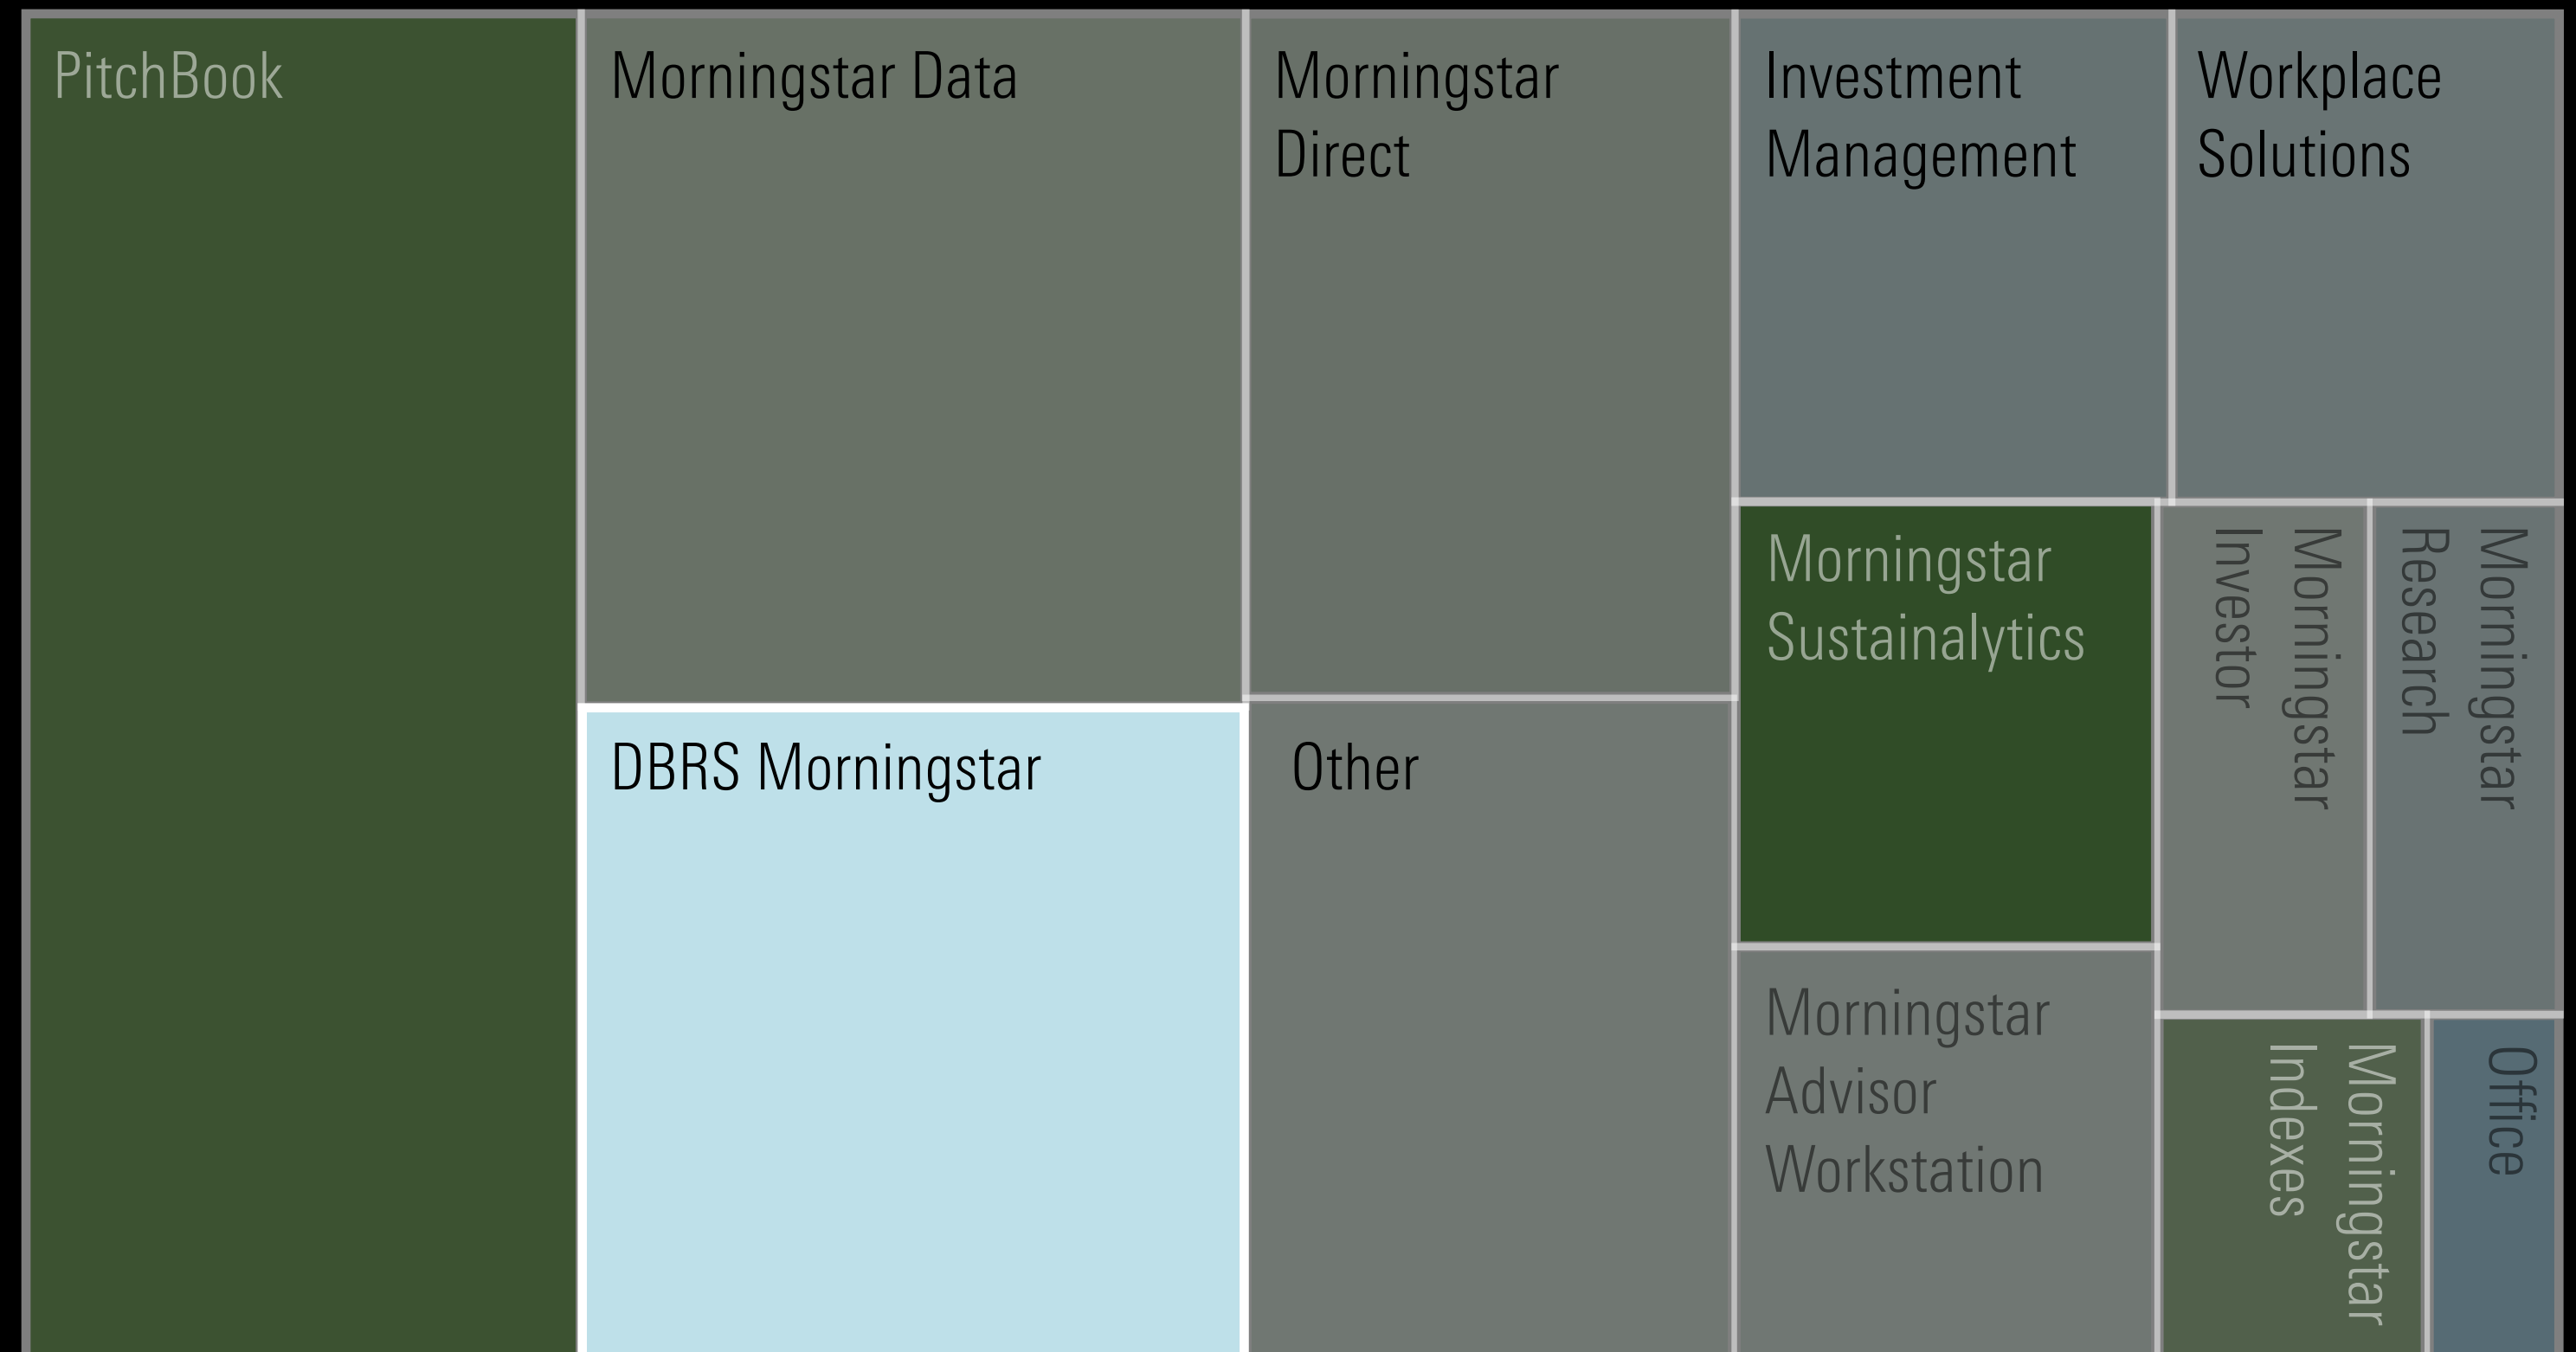 PitchBook
Morningstar Data
Morningstar
Direct
Investment
Management
Workplace
Solutions
Morningstar
Sustainalytics
Morningstar
Investor
Morningstar
Research
DBRS Morningstar
Other
Morningstar
Advisor
Workstation
Morningstar
Indexes
Office